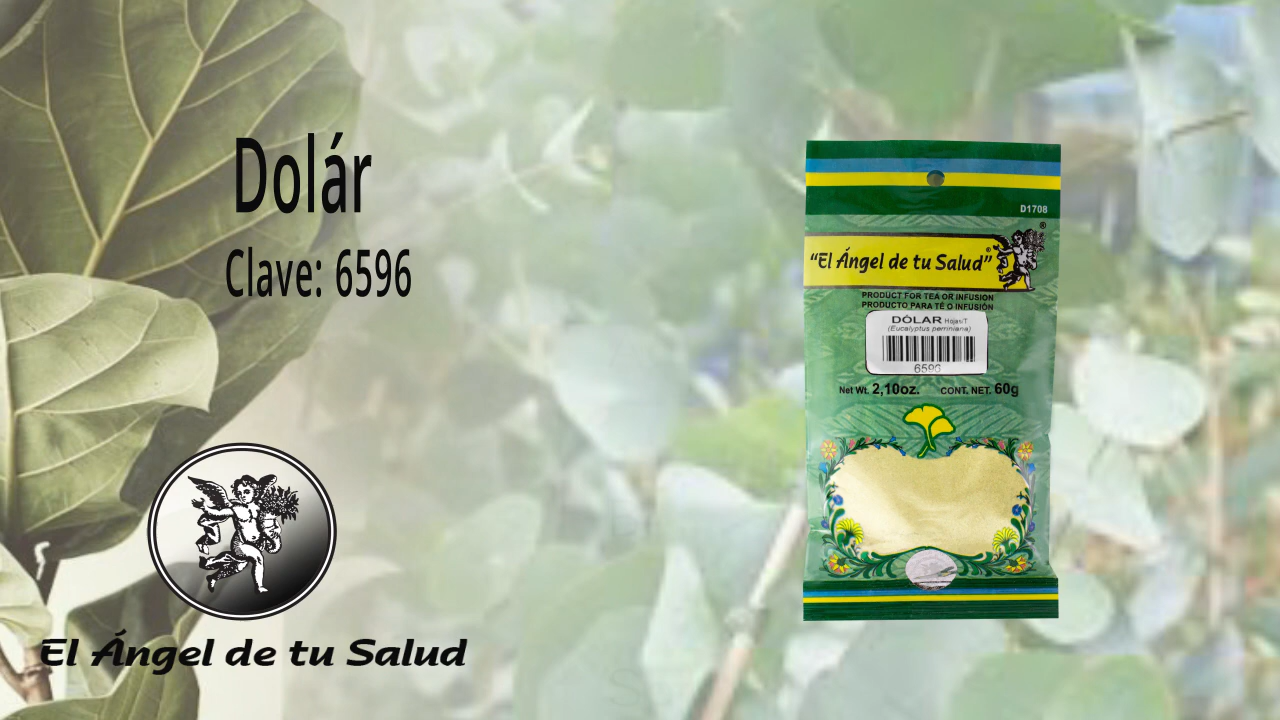 Dolár
Clave: 6596
El Ángel de tu Salud
D1708
®
“El Ángel de tu Salud”®
PRODUCT FOR TEA OR INFUSION
PRODUCTO PARA TÉ O INFUSIÓN
DÓLAR Hojas/T
(Eucalyptus perriniana)
6596
Net Wt. 2,10oz. CONT. NET. 60g